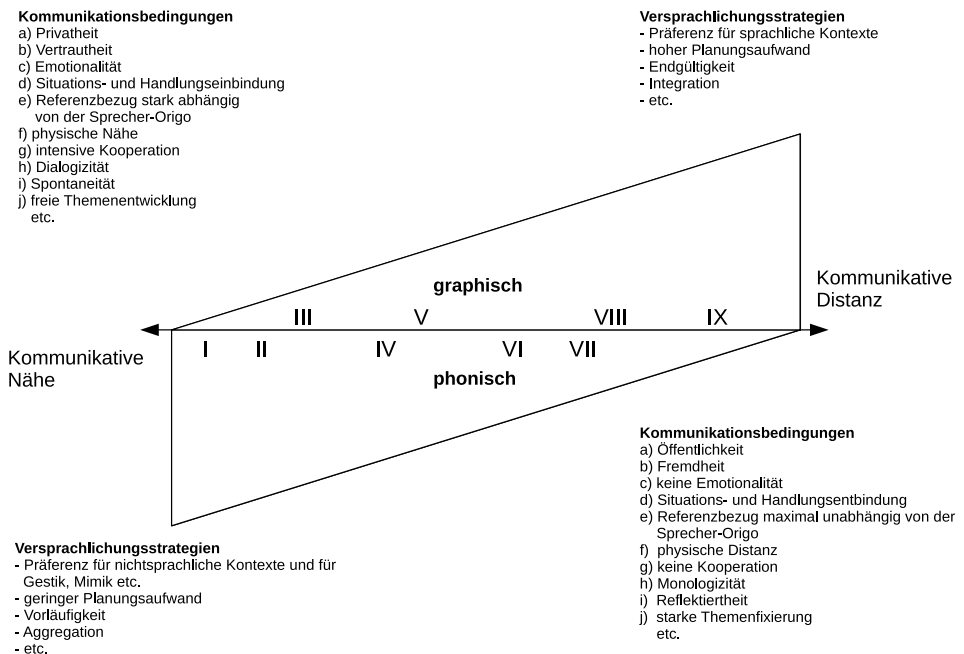 Kommunikationsbedingungen
a) Privatheit
b) Vertrautheit
c) Emotionalität
d) Situations- und Handlungseinbindung
e) Referenzbezug stark abhängig
von der Sprecher-Origo
f) physische Nähe
g) intensive Kooperation
h) Dialogizität
i) Spontaneität
j) freie Themenentwicklung
etc.
Versprachlichungsstrategien
- Präferenz für sprachliche Kontexte
- hoher Planungsaufwand
- Endgültigkeit
- Integration
- etc.
graphisch
III V VIII IX
Kommunikative
Distanz
Kommunikative
Nähe
I II IV VI VII
phonisch
Versprachlichungsstrategien
- Präferenz für nichtsprachliche Kontexte und für
Gestik, Mimik etc.
- geringer Planungsaufwand
- Vorläufigkeit
- Aggregation
- etc.
Kommunikationsbedingungen
a) Öffentlichkeit
b) Fremdheit
c) keine Emotionalität
d) Situations- und Handlungsentbindung
e) Referenzbezug maximal unabhängig von der
Sprecher-Origo
f) physische Distanz
g) keine Kooperation
h) Monologizität
i) Reflektiertheit
j) starke Themenfixierung
etc.